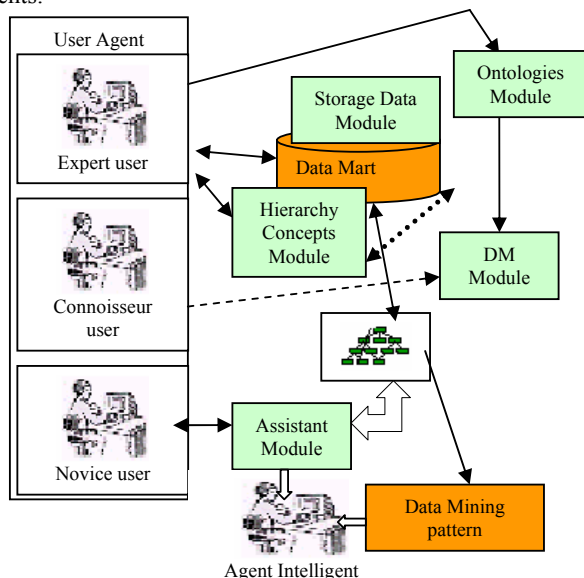 ents:
User Agent
Expert user
Connoisseur
user
Novice user
Storage Data
Module
Data Mart
Hierarchy
Concepts
Module
Ontologies
Module
DM
Module
Assistant
Module
Data Mining
pattern
Agent Intelligent